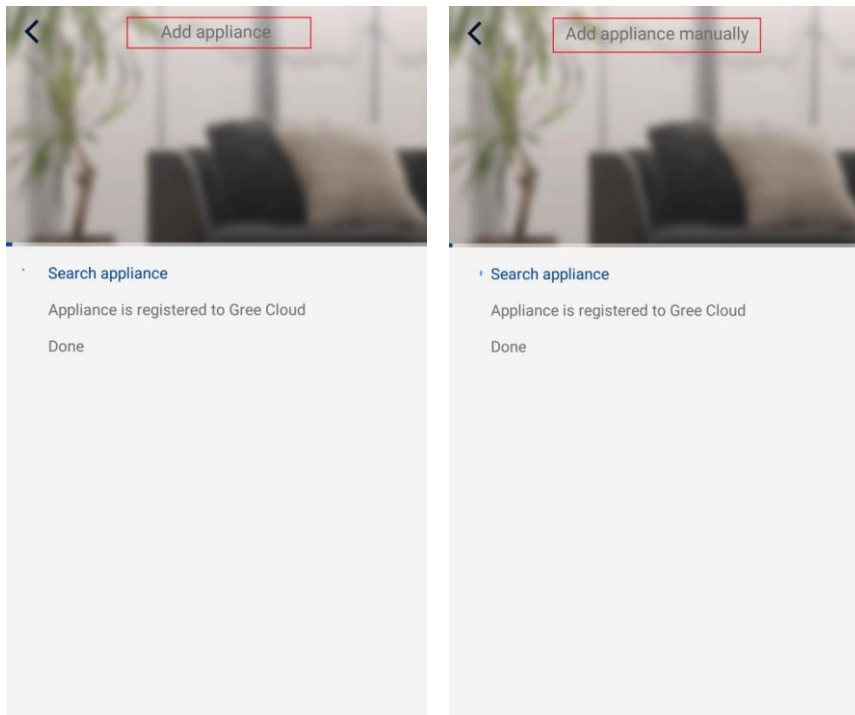 Add appliance
Search appliance
Appliance is registered to Gree Cloud
Done
Add appliance manually
Search appliance
Appliance is registered to Gree Cloud
Done